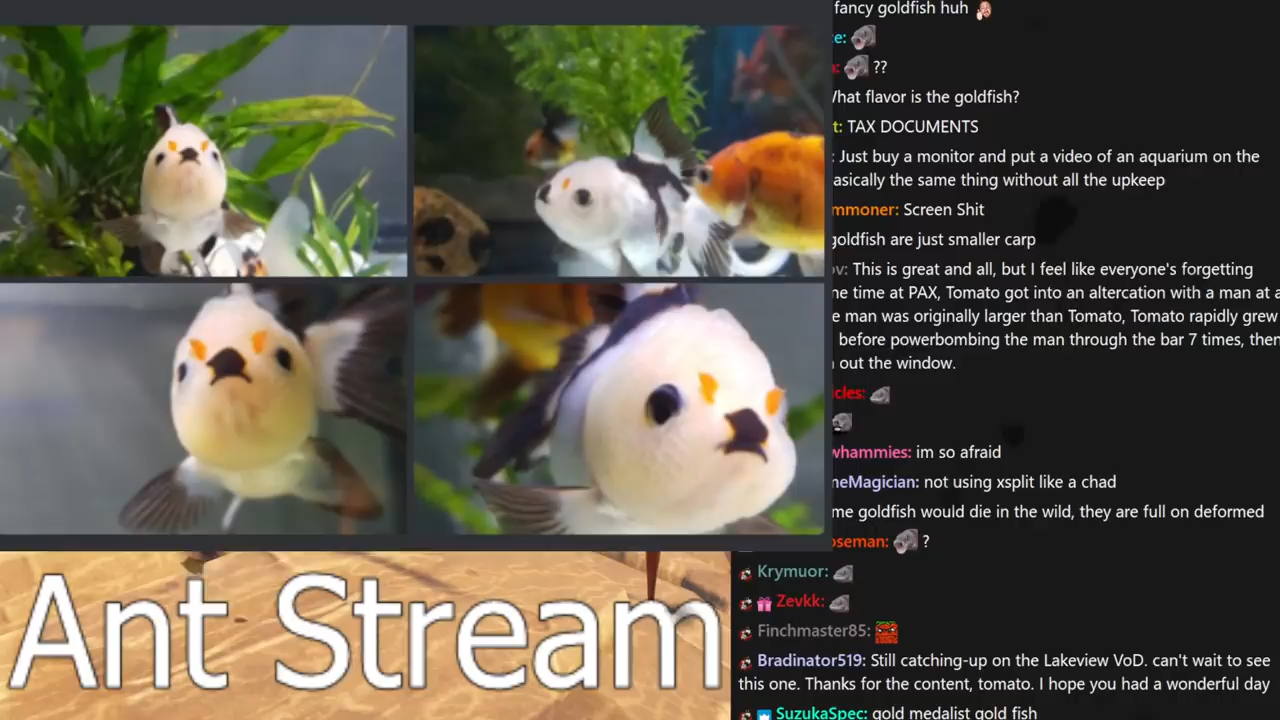 fancy goldfish huh
e:
??
What flavor is the goldfish?
t: TAX DOCUMENTS
: Just buy a monitor and put a video of an aquarium on the
asically the same thing without all the upkeep
mmoner: Screen Shit
goldfish are just smaller carp
ov: This is great and all, but I feel like everyone's forgetting
ne time at PAX, Tomato got into an altercation with a man at a
e man was originally larger than Tomato, Tomato rapidly grew
before powerbombing the man through the bar 7 times, then
out the window.
cles:
whammies: im so afraid
neMagician: not using xsplit like a chad
me goldfish would die in the wild, they are full on deformed
oseman: ?
Krymuor:
Zevkk:
Finchmaster85:
Bradinator519: Still catching-up on the Lakeview VoD. can't wait to see
this one. Thanks for the content, tomato. I hope you had a wonderful day
SuzukaSpec: gold medalist gold fish
Ant Stream